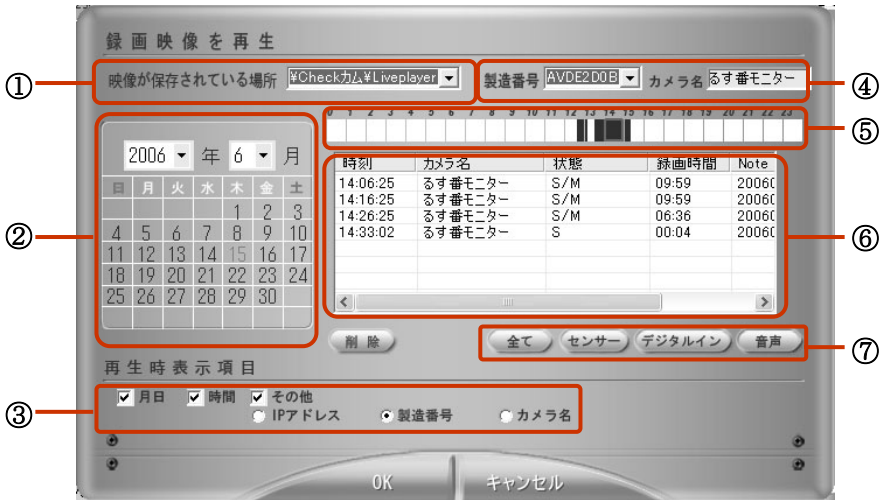 録画映像を再生
① 映像が保存されている場所 ¥Checkカム¥Liveplayer
製造番号 AVDE2D0B カメラ名 るす番モニター ④
0 1 2 3 4 5 6 7 8 9 10 11 12 13 14 15 16 17 18 19 20 21 22 23
⑤
② 2006 年 6 月
日 月 火 水 木 金 土
1 2 3
4 5 6 7 8 9 10
11 12 13 14 15 16 17
18 19 20 21 22 23 24
25 26 27 28 29 30
時刻 カメラ名 状態 録画時間 Note
14:06:25 るす番モニター S/M 09:59 2006
14:16:25 るす番モニター S/M 09:59 2006
14:26:25 るす番モニター S/M 06:36 2006
14:33:02 るす番モニター S 00:04 2006
⑥
削除 全て センサー デジタルイン 音声 ⑦
再生時表示項目
③ 月日 時間 その他
IPアドレス 製造番号 カメラ名
OK キャンセル